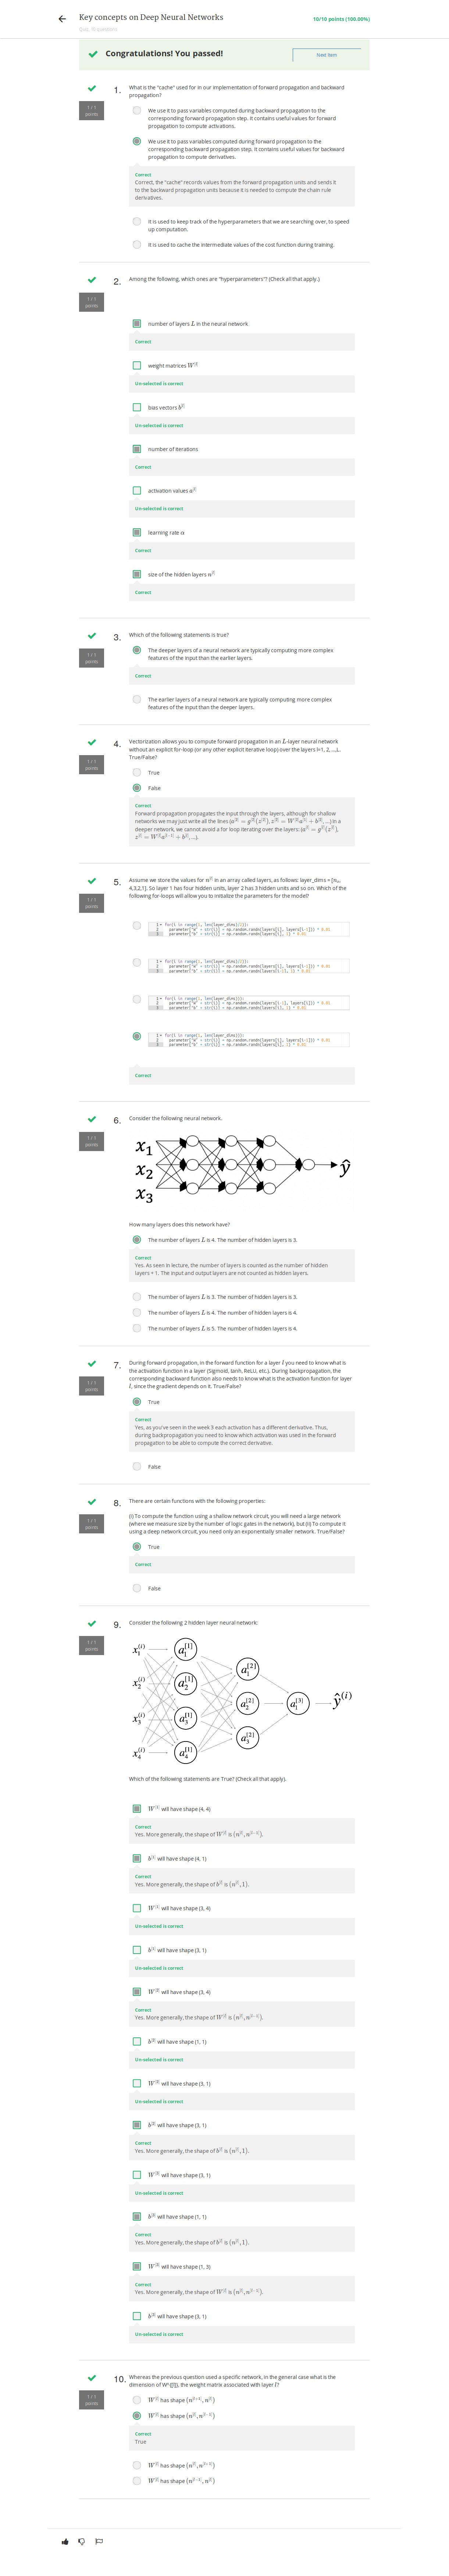 Key concepts on Deep Neural Networks
Quiz, 10 questions
10/10 points (100.00%)
Congratulations! You passed!
Next Item
1 / 1
points
1.
What is the "cache" used for in our implementation of forward propagation and backward
propagation?
We use it to pass variables computed during backward propagation to the
corresponding forward propagation step. It contains useful values for forward
propagation to compute activations.
We use it to pass variables computed during forward propagation to the
corresponding backward propagation step. It contains useful values for backward
propagation to compute derivatives.
Correct
Correct, the "cache" records values from the forward propagation units and sends it
to the backward propagation units because it is needed to compute the chain rule
derivatives.
It is used to keep track of the hyperparameters that we are searching over, to speed
up computation.
It is used to cache the intermediate values of the cost function during training.
1 / 1
points
2.
Among the following, which ones are "hyperparameters"? (Check all that apply.)
number of layers L in the neural network
Correct
weight matrices W^[l]
Un-selected is correct
bias vectors b^[l]
Un-selected is correct
number of iterations
Correct
activation values a^[l]
Un-selected is correct
learning rate α
Correct
size of the hidden layers n^[l]
Correct
1 / 1
points
3.
Which of the following statements is true?
The deeper layers of a neural network are typically computing more complex
features of the input than the earlier layers.
Correct
The earlier layers of a neural network are typically computing more complex
features of the input than the deeper layers.
1 / 1
points
4.
Vectorization allows you to compute forward propagation in an L-layer neural network
without an explicit for-loop (or any other explicit iterative loop) over the layers l=1, 2, ...,L.
True/False?
True
False
Correct
Forward propagation propagates the input through the layers, although for shallow
networks we may just write all the lines (a^[2] = g^[2](z^[2]), z^[2] = W^[2]a^[1] + b^[2], ...) in a
deeper network, we cannot avoid a for loop iterating over the layers: (a^[l] = g^[l](z^[l]),
z^[l] = W^[l]a^[l−1] + b^[l], ...).
1 / 1
points
5.
Assume we store the values for n^[l] in an array called layers, as follows: layer_dims = [n_x,
4,3,2,1]. So layer 1 has four hidden units, layer 2 has 3 hidden units and so on. Which of the
following for-loops will allow you to initialize the parameters for the model?
Correct
1 / 1
points
6.
Consider the following neural network.
x1
x2
x3
ŷ
How many layers does this network have?
The number of layers L is 4. The number of hidden layers is 3.
Correct
Yes. As seen in lecture, the number of layers is counted as the number of hidden
layers + 1. The input and output layers are not counted as hidden layers.
The number of layers L is 3. The number of hidden layers is 3.
The number of layers L is 4. The number of hidden layers is 4.
The number of layers L is 5. The number of hidden layers is 4.
1 / 1
points
7.
During forward propagation, in the forward function for a layer l you need to know what is
the activation function in a layer (Sigmoid, tanh, ReLU, etc.). During backpropagation, the
corresponding backward function also needs to know what is the activation function for layer
l, since the gradient depends on it. True/False?
True
Correct
Yes, as you've seen in the week 3 each activation has a different derivative. Thus,
during backpropagation you need to know which activation was used in the forward
propagation to be able to compute the correct derivative.
False
1 / 1
points
8.
There are certain functions with the following properties:
(i) To compute the function using a shallow network circuit, you will need a large network
(where we measure size by the number of logic gates in the network), but (ii) To compute it
using a deep network circuit, you need only an exponentially smaller network. True/False?
True
Correct
False
1 / 1
points
9.
Consider the following 2 hidden layer neural network:
x1^(i) x2^(i) x3^(i) x4^(i)
a1^[1] a2^[1] a3^[1] a4^[1]
a1^[2] a2^[2] a3^[2]
a1^[3]
ŷ^(i)
Which of the following statements are True? (Check all that apply).
W^[1] will have shape (4, 4)
Correct
Yes. More generally, the shape of W^[l] is (n^[l], n^[l−1]).
b^[1] will have shape (4, 1)
Correct
Yes. More generally, the shape of b^[l] is (n^[l], 1).
W^[1] will have shape (3, 4)
Un-selected is correct
b^[1] will have shape (3, 1)
Un-selected is correct
W^[2] will have shape (3, 4)
Correct
Yes. More generally, the shape of W^[l] is (n^[l], n^[l−1]).
b^[2] will have shape (1, 1)
Un-selected is correct
W^[2] will have shape (3, 1)
Un-selected is correct
b^[2] will have shape (3, 1)
Correct
Yes. More generally, the shape of b^[l] is (n^[l], 1).
W^[3] will have shape (3, 1)
Un-selected is correct
b^[3] will have shape (1, 1)
Correct
Yes. More generally, the shape of b^[l] is (n^[l], 1).
W^[3] will have shape (1, 3)
Correct
Yes. More generally, the shape of W^[l] is (n^[l], n^[l−1]).
b^[3] will have shape (3, 1)
Un-selected is correct
1 / 1
points
10.
Whereas the previous question used a specific network, in the general case what is the
dimension of W^{[l]}, the weight matrix associated with layer l?
W^[l] has shape (n^[l+1], n^[l])
W^[l] has shape (n^[l], n^[l−1])
Correct
True
W^[l] has shape (n^[l], n^[l+1])
W^[l] has shape (n^[l−1], n^[l])